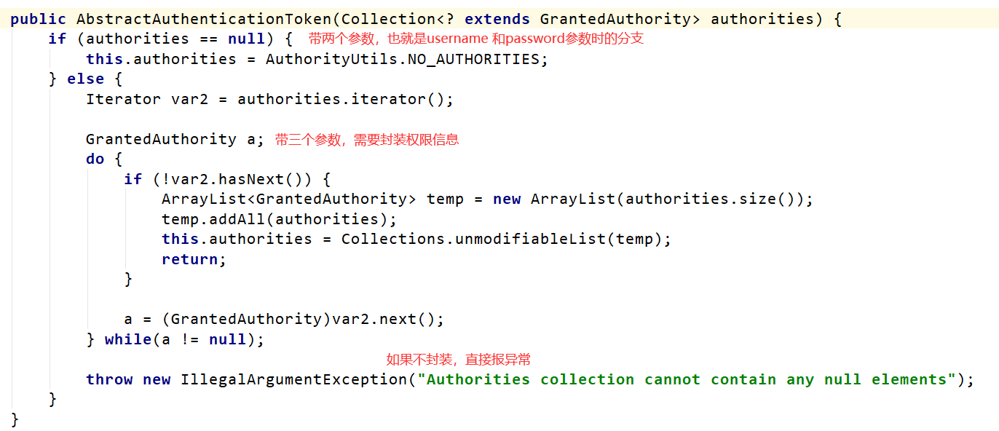 public AbstractAuthenticationToken(Collection<? extends GrantedAuthority> authorities) {
if (authorities == null) { 带两个参数，也就是username 和password参数时的分支
this.authorities = AuthorityUtils.NO_AUTHORITIES;
} else {
Iterator var2 = authorities.iterator();
GrantedAuthority a; 带三个参数，需要封装权限信息
do {
if (!var2.hasNext()) {
ArrayList<GrantedAuthority> temp = new ArrayList(authorities.size());
temp.addAll(authorities);
this.authorities = Collections.unmodifiableList(temp);
return;
}
a = (GrantedAuthority)var2.next();
} while(a != null);
如果不封装，直接报异常
throw new IllegalArgumentException("Authorities collection cannot contain any null elements");
}
}